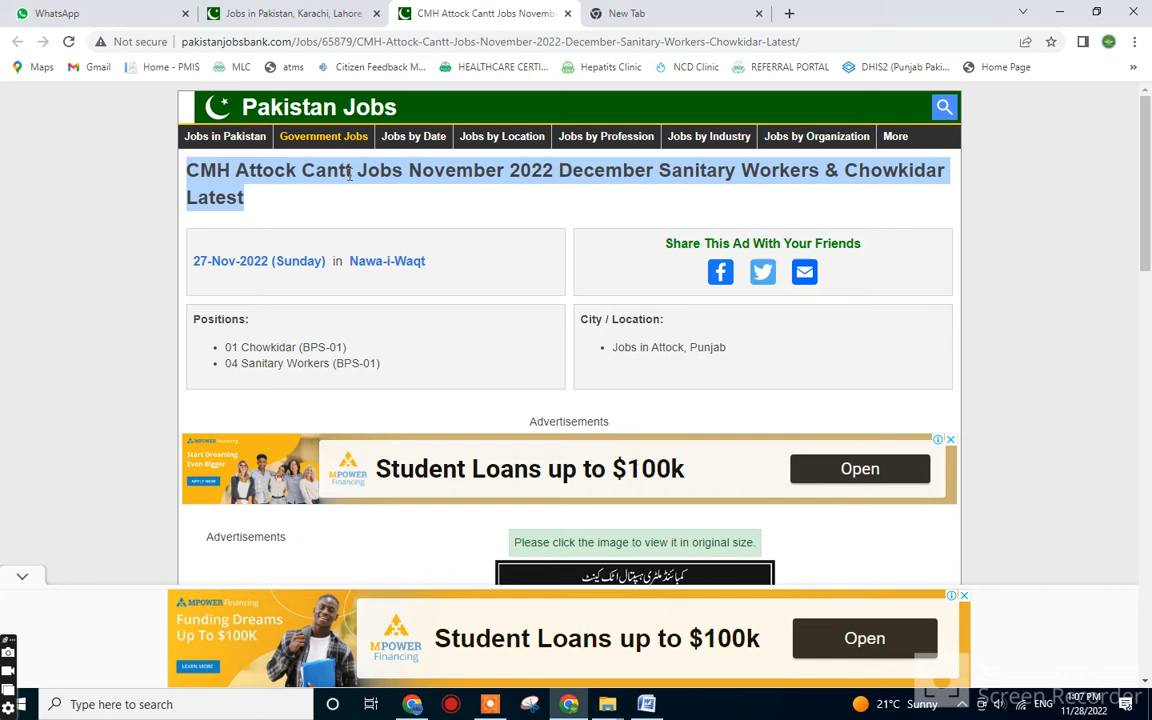 WhatsApp
Jobs in Pakistan, Karachi, Lahore,
CMH Attock Cantt Jobs Novemb
New Tab
Not secure
pakistanjobsbank.com/Jobs/65879/CMH-Attock-Cantt-Jobs-November-2022-December-Sanitary-Workers-Chowkidar-Latest/
Maps
Gmail
Home - PMIS
MLC
atms
Citizen Feedback M...
HEALTHCARE CERTI...
Hepatits Clinic
NCD Clinic
REFERRAL PORTAL
DHIS2 (Punjab Paki...
Home Page
Pakistan Jobs
Jobs in Pakistan
Government Jobs
Jobs by Date
Jobs by Location
Jobs by Profession
Jobs by Industry
Jobs by Organization
More
CMH Attock Cantt Jobs November 2022 December Sanitary Workers & Chowkidar
Latest
27-Nov-2022 (Sunday) in Nawa-i-Waqt
Share This Ad With Your Friends
Positions:
01 Chowkidar (BPS-01)
04 Sanitary Workers (BPS-01)
City / Location:
Jobs in Attock, Punjab
Advertisements
MPOWER FINANCING
Start Dreaming
Even Bigger
APPLY NOW
MPOWER
Financing
Student Loans up to $100k
Open
Advertisements
Please click the image to view it in original size.
کمبائنڈ ملٹری ہسپتال اٹک کینٹ
MPOWER FINANCING
Funding Dreams
Up To $100K
LEARN MORE
MPOWER
Financing
Student Loans up to $100k
Open
Screen Recorder
Type here to search
21°C Sunny
ENG
1:07 PM
11/28/2022